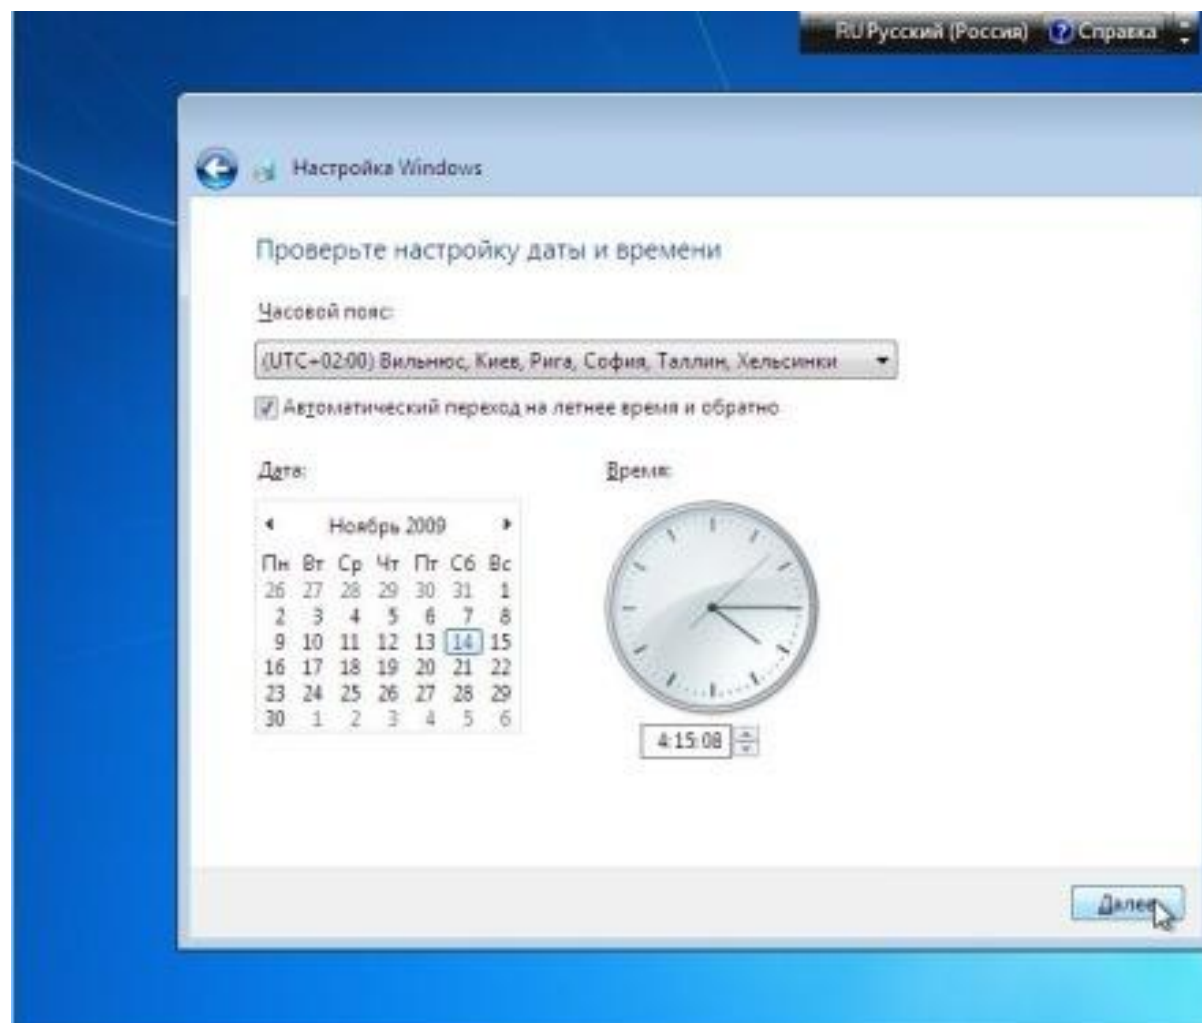 RU Русский (Россия) ? Справка
Настройка Windows
Проверьте настройку даты и времени
Часовой пояс:
(UTC+02:00) Вильнюс, Киев, Рига, София, Таллин, Хельсинки
Автоматический переход на летнее время и обратно
Дата: Время:
Ноябрь 2009
Пн Вт Ср Чт Пт Сб Вс
26 27 28 29 30 31 1
2 3 4 5 6 7 8
9 10 11 12 13 14 15
16 17 18 19 20 21 22
23 24 25 26 27 28 29
30 1 2 3 4 5 6
4:15:08
Далее